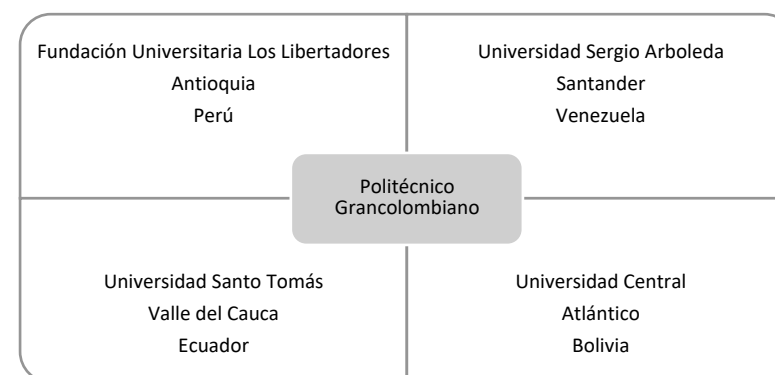 Fundación Universitaria Los Libertadores
Antioquia
Perú
Universidad Sergio Arboleda
Santander
Venezuela
Politécnico
Grancolombiano
Universidad Santo Tomás
Valle del Cauca
Ecuador
Universidad Central
Atlántico
Bolivia